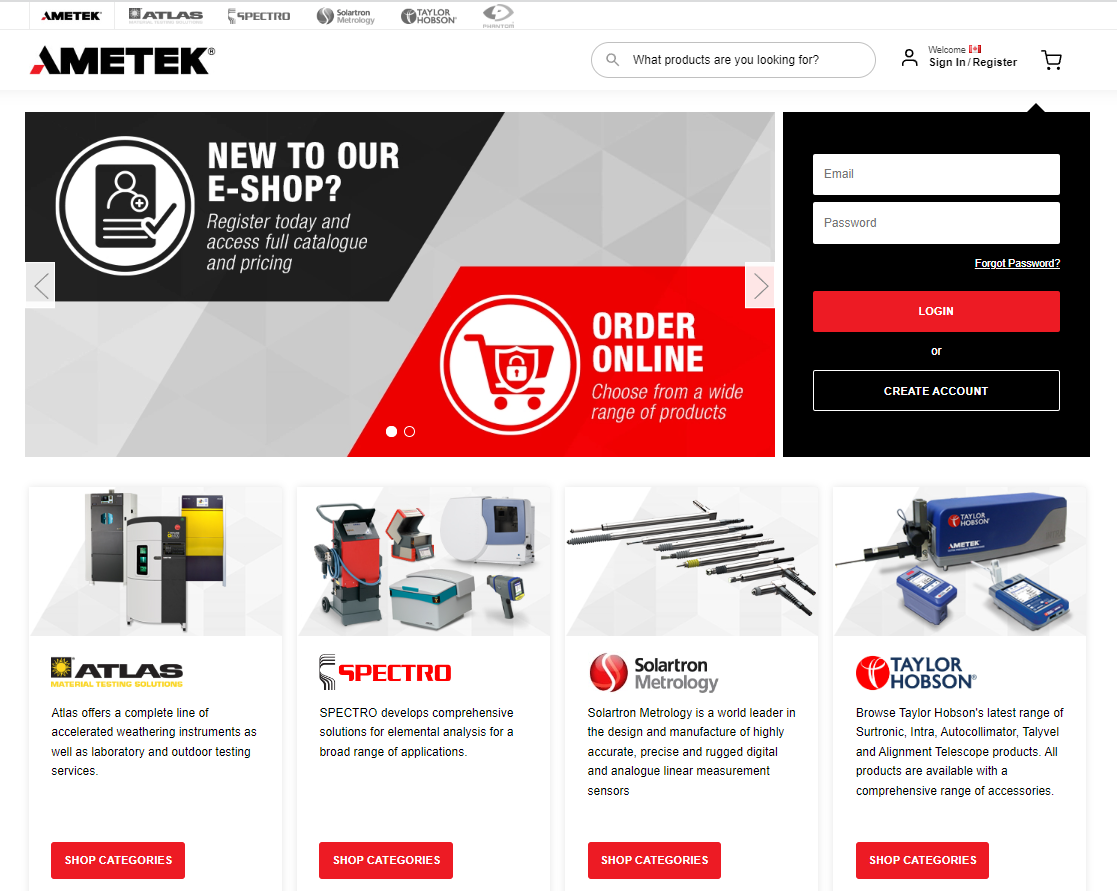 AMETEK
ATLAS
MATERIAL TESTING SOLUTIONS
SPECTRO
Solartron
Metrology
TAYLOR
HOBSON
PHANTOM
AMETEK®
What products are you looking for?
Welcome
Sign In / Register
NEW TO OUR
E-SHOP?
Register today and
access full catalogue
and pricing
ORDER
ONLINE
Choose from a wide
range of products
Email
Password
Forgot Password?
LOGIN
or
CREATE ACCOUNT
TAYLOR
HOBSON
AMETEK
ATLAS
MATERIAL TESTING SOLUTIONS
Atlas offers a complete line of
accelerated weathering instruments as
well as laboratory and outdoor testing
services.
SHOP CATEGORIES
SPECTRO
SPECTRO develops comprehensive
solutions for elemental analysis for a
broad range of applications.
SHOP CATEGORIES
Solartron
Metrology
Solartron Metrology is a world leader in
the design and manufacture of highly
accurate, precise and rugged digital
and analogue linear measurement
sensors
SHOP CATEGORIES
TAYLOR
HOBSON®
Browse Taylor Hobson's latest range of
Surtronic, Intra, Autocollimator, Talyvel
and Alignment Telescope products. All
products are available with a
comprehensive range of accessories.
SHOP CATEGORIES